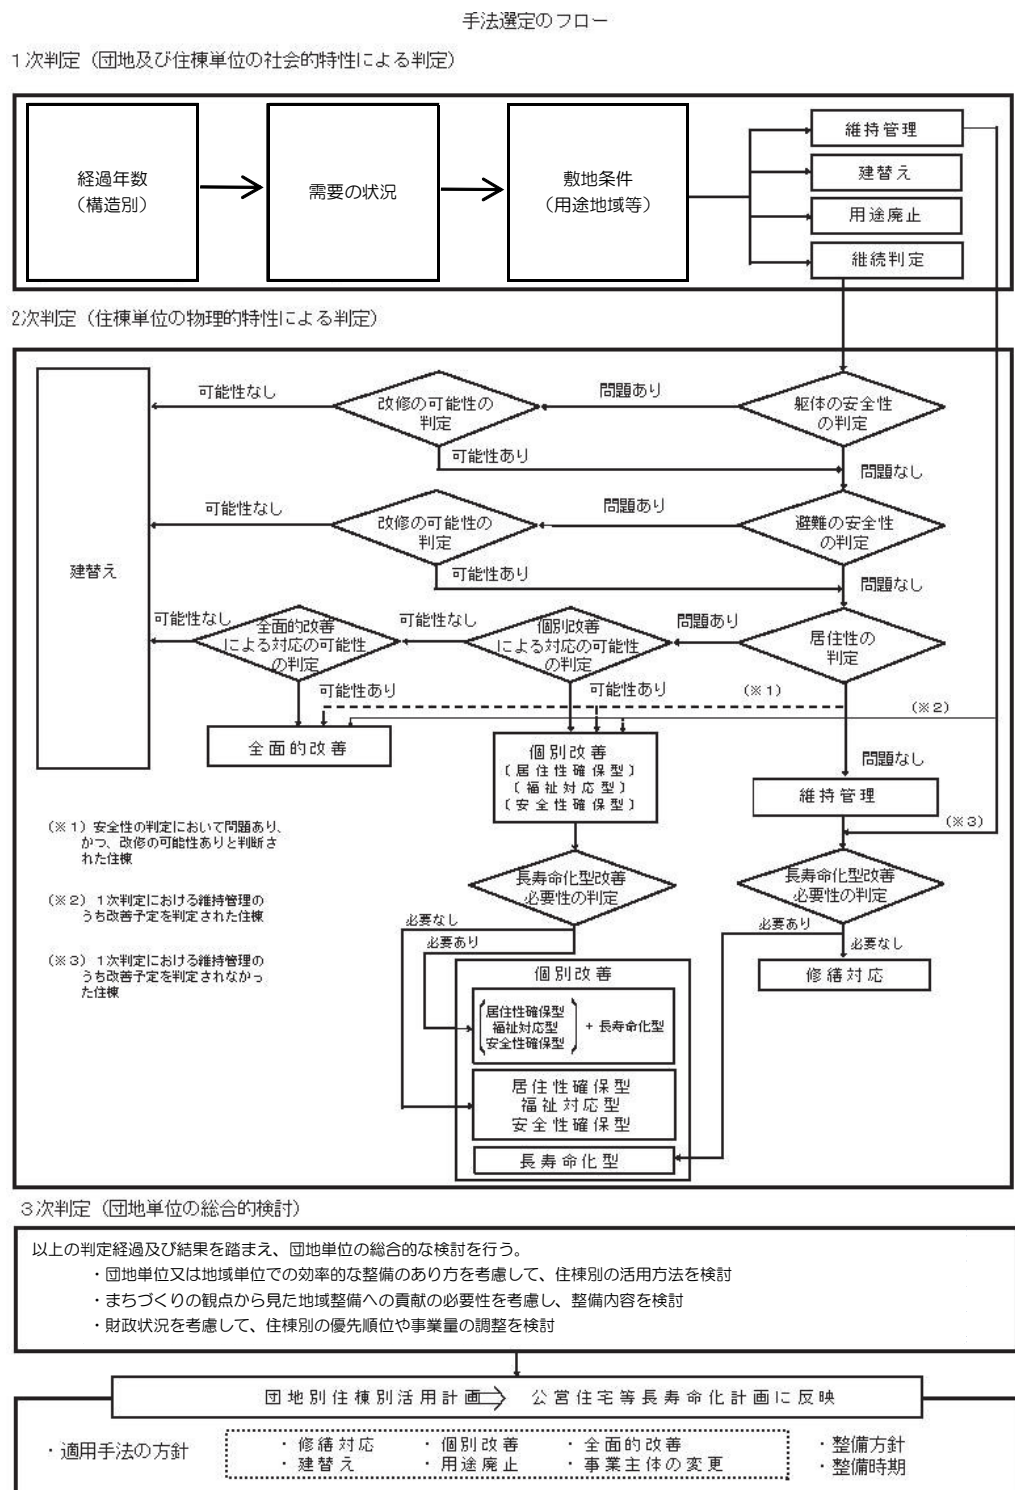 手法選定のフロー
1次判定（団地及び住棟単位の社会的特性による判定）
経過年数
（構造別）
需要の状況
敷地条件
（用途地域等）
維持管理
建替え
用途廃止
継続判定
2次判定（住棟単位の物理的特性による判定）
可能性なし
改修の可能性の
判定
問題あり
躯体の安全性
の判定
可能性あり
問題なし
可能性なし
改修の可能性の
判定
問題あり
避難の安全性
の判定
可能性あり
問題なし
建替え
可能性なし
全面的改善
による対応の可能性
の判定
可能性なし
個別改善
による対応の可能性
の判定
問題あり
居住性の
判定
可能性あり
可能性あり
（※1）
（※2）
全面的改善
個別改善
〔居住性確保型〕
〔福祉対応型〕
〔安全性確保型〕
問題なし
維持管理
（※3）
（※1）安全性の判定において問題あり、
かつ、改修の可能性ありと判断さ
れた住棟
（※2）1次判定における維持管理の
うち改善予定を判定された住棟
（※3）1次判定における維持管理の
うち改善予定を判定されなかっ
た住棟
長寿命化型改善
必要性の判定
長寿命化型改善
必要性の判定
必要なし
必要あり
必要あり
必要なし
修繕対応
個別改善
居住性確保型
福祉対応型
安全性確保型
+ 長寿命化型
居住性確保型
福祉対応型
安全性確保型
長寿命化型
3次判定（団地単位の総合的検討）
以上の判定経過及び結果を踏まえ、団地単位の総合的な検討を行う。
・団地単位又は地域単位での効率的な整備のあり方を考慮して、住棟別の活用方法を検討
・まちづくりの観点から見た地域整備への貢献の必要性を考慮し、整備内容を検討
・財政状況を考慮して、住棟別の優先順位や事業量の調整を検討
団地別住棟別活用計画⇒ 公営住宅等長寿命化計画に反映
・適用手法の方針
・修繕対応 ・個別改善 ・全面的改善
・建替え ・用途廃止 ・事業主体の変更
・整備方針
・整備時期